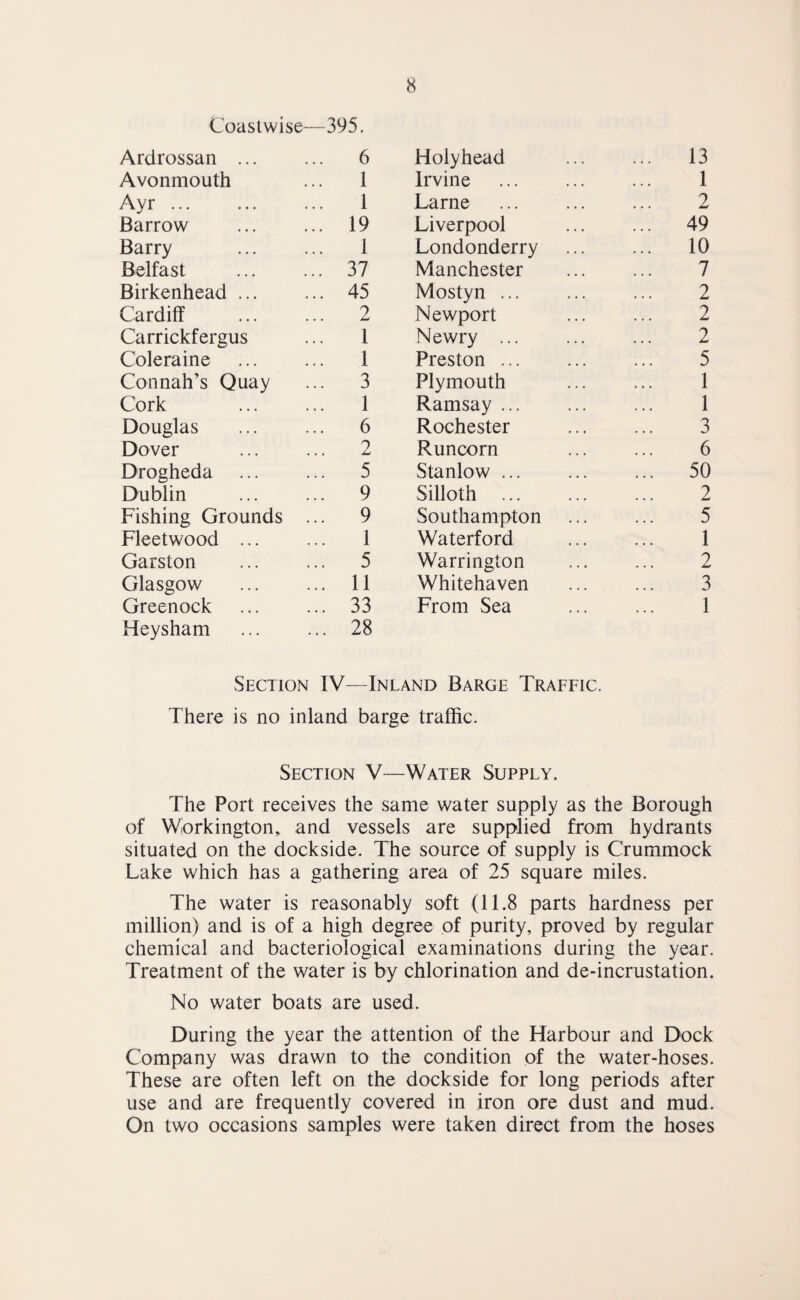 8
Coastwise—395.
Ardrossan ... ... 6
Avonmouth ... 1
Ayr ... ... ... 1
Barrow ... ... 19
Barry ... ... 1
Belfast ... ... 37
Birkenhead ... ... 45
Cardiff ... ... 2
Carrickfergus ... 1
Coleraine ... ... 1
Connah's Quay ... 3
Cork ... ... 1
Douglas ... ... 6
Dover ... ... 2
Drogheda ... ... 5
Dublin ... ... 9
Fishing Grounds ... 9
Fleetwood ... ... 1
Garston ... ... 5
Glasgow ... ... 11
Greenock ... ... 33
Heysham ... ... 28
Holyhead ... ... 13
Irvine ... ... ... 1
Larne ... ... ... 2
Liverpool ... ... 49
Londonderry ... ... 10
Manchester ... ... 7
Mostyn ... ... ... 2
Newport ... ... 2
Newry ... ... ... 2
Preston ... ... ... 5
Plymouth ... ... 1
Ramsay ... ... ... 1
Rochester ... ... 3
Runcorn ... ... 6
Stanlow ... ... ... 50
Silloth ... ... ... 2
Southampton ... ... 5
Waterford ... ... 1
Warrington ... ... 2
Whitehaven ... ... 3
From Sea ... ... 1
Section IV—Inland Barge Traffic.
There is no inland barge traffic.
Section V—Water Supply.
The Port receives the same water supply as the Borough
of Workington, and vessels are supplied from hydrants
situated on the dockside. The source of supply is Crummock
Lake which has a gathering area of 25 square miles.
The water is reasonably soft (11.8 parts hardness per
million) and is of a high degree of purity, proved by regular
chemical and bacteriological examinations during the year.
Treatment of the water is by chlorination and de-incrustation.
No water boats are used.
During the year the attention of the Harbour and Dock
Company was drawn to the condition of the water-hoses.
These are often left on the dockside for long periods after
use and are frequently covered in iron ore dust and mud.
On two occasions samples were taken direct from the hoses